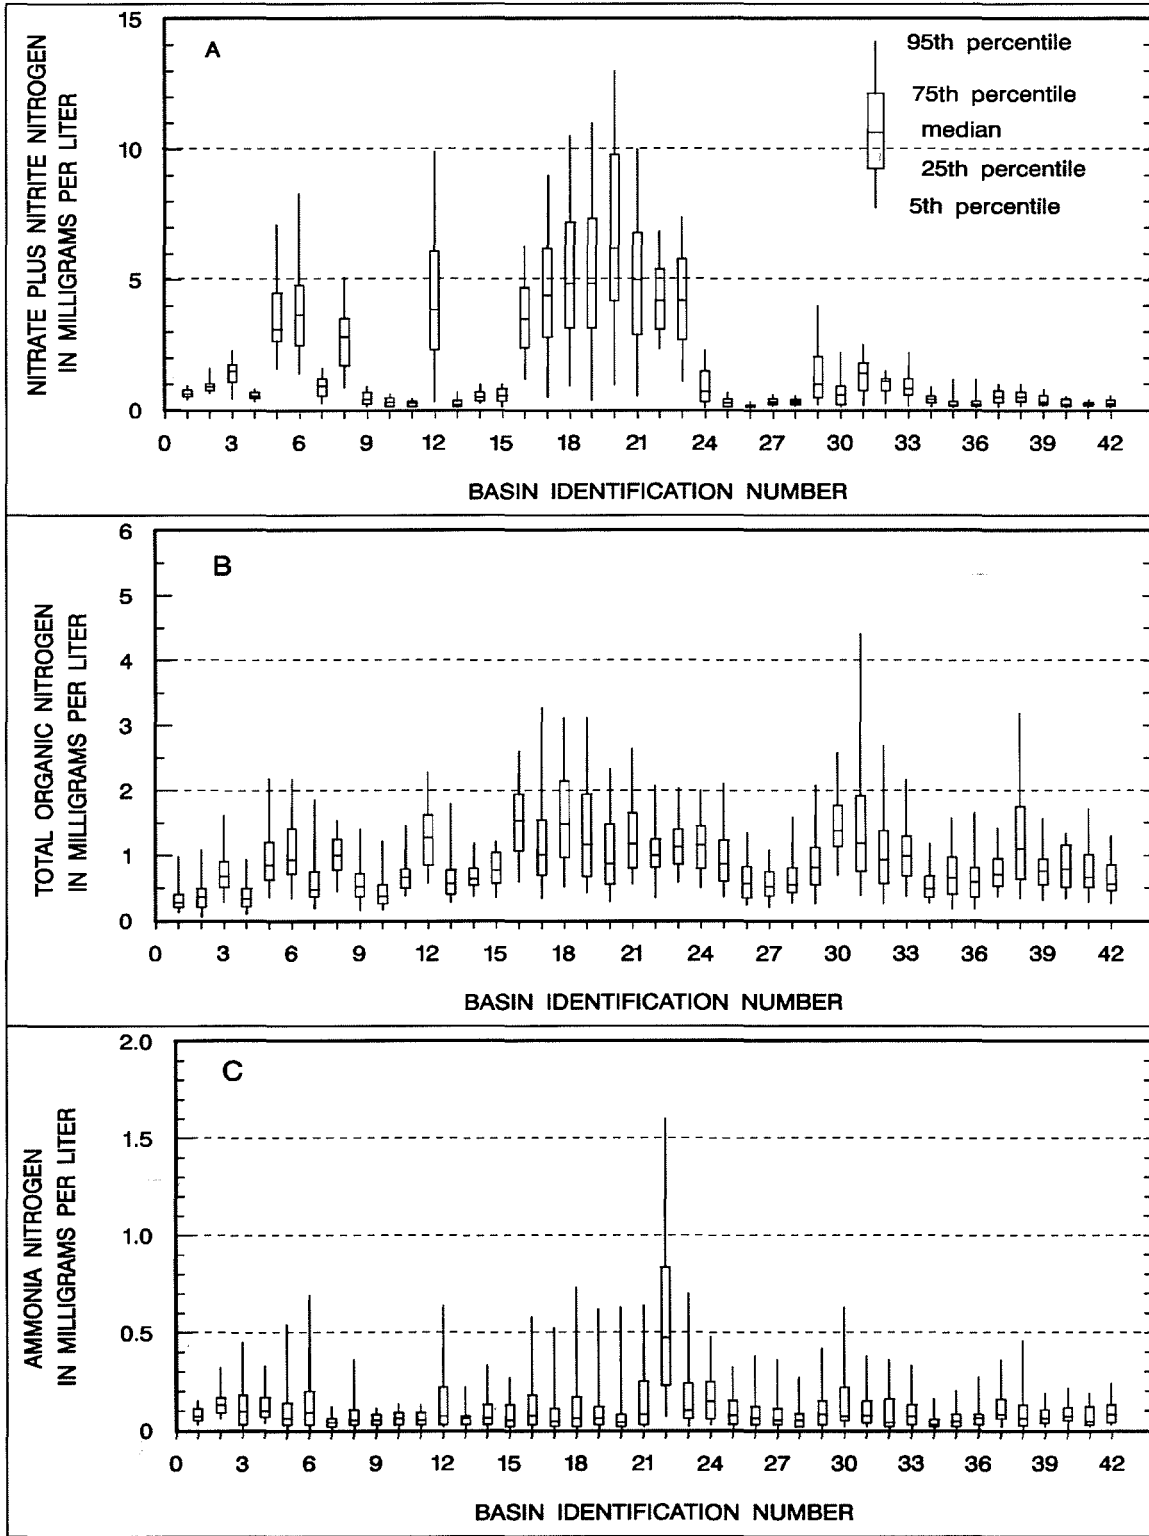 A
NITRATE PLUS NITRITE NITROGEN
IN MILLIGRAMS PER LITER
15
10
5
0
95th percentile
75th percentile
median
25th percentile
5th percentile
0 3 6 9 12 15 18 21 24 27 30 33 36 39 42
BASIN IDENTIFICATION NUMBER
B
TOTAL ORGANIC NITROGEN
IN MILLIGRAMS PER LITER
6
5
4
3
2
1
0
0 3 6 9 12 15 18 21 24 27 30 33 36 39 42
BASIN IDENTIFICATION NUMBER
C
AMMONIA NITROGEN
IN MILLIGRAMS PER LITER
2.0
1.5
1.0
0.5
0
0 3 6 9 12 15 18 21 24 27 30 33 36 39 42
BASIN IDENTIFICATION NUMBER